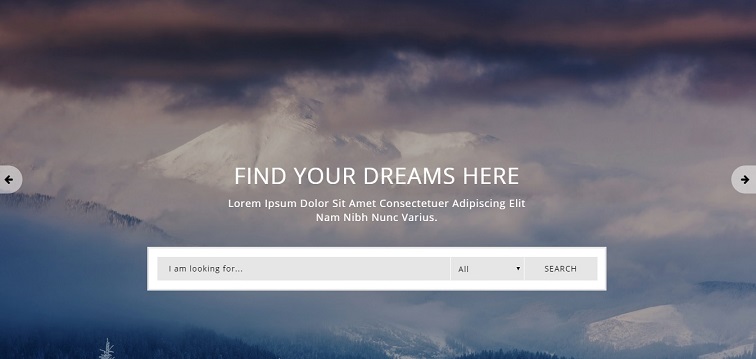 FIND YOUR DREAMS HERE
Lorem Ipsum Dolor Sit Amet Consectetuer Adipiscing Elit
Nam Nibh Nunc Varius.
I am looking for... All SEARCH